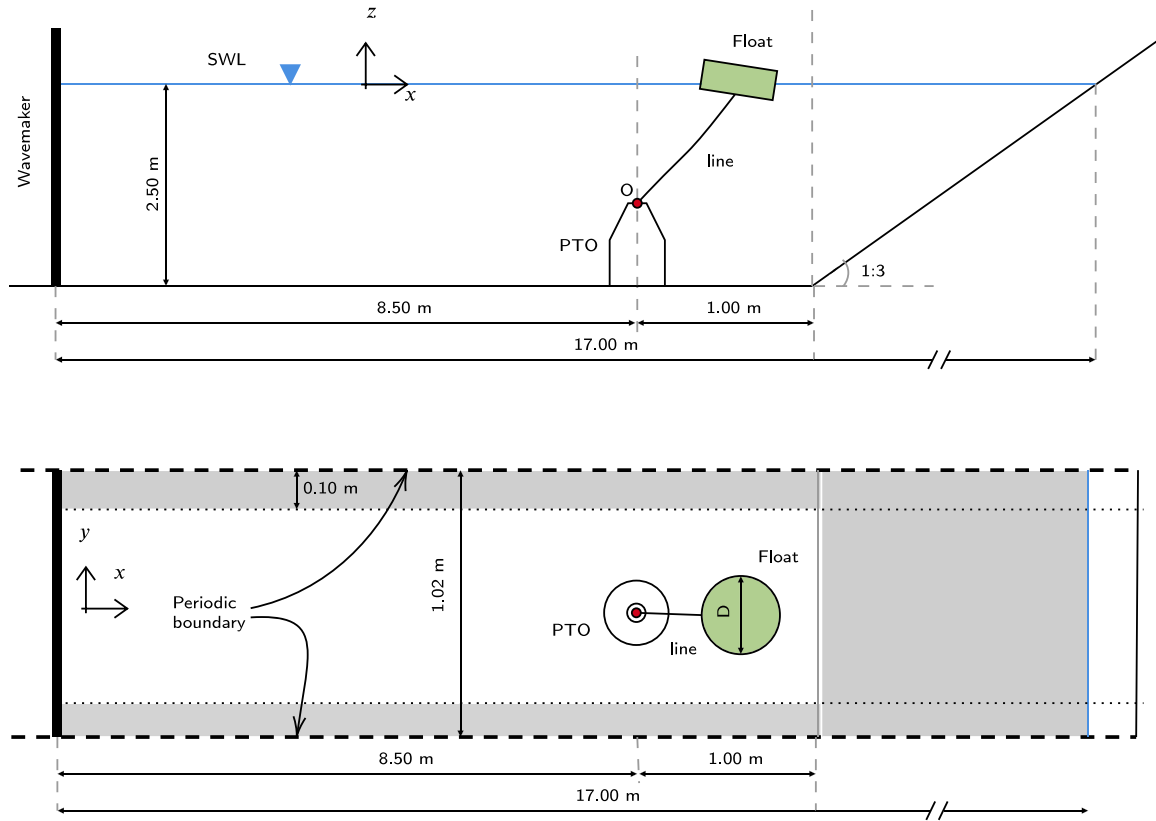 z
SWL
Float
x
Wavemaker
2.50 m
line
O
PTO
1:3
8.50 m
1.00 m
17.00 m
0.10 m
y
x
Float
1.02 m
D
Periodic
boundary
PTO
line
8.50 m
1.00 m
17.00 m